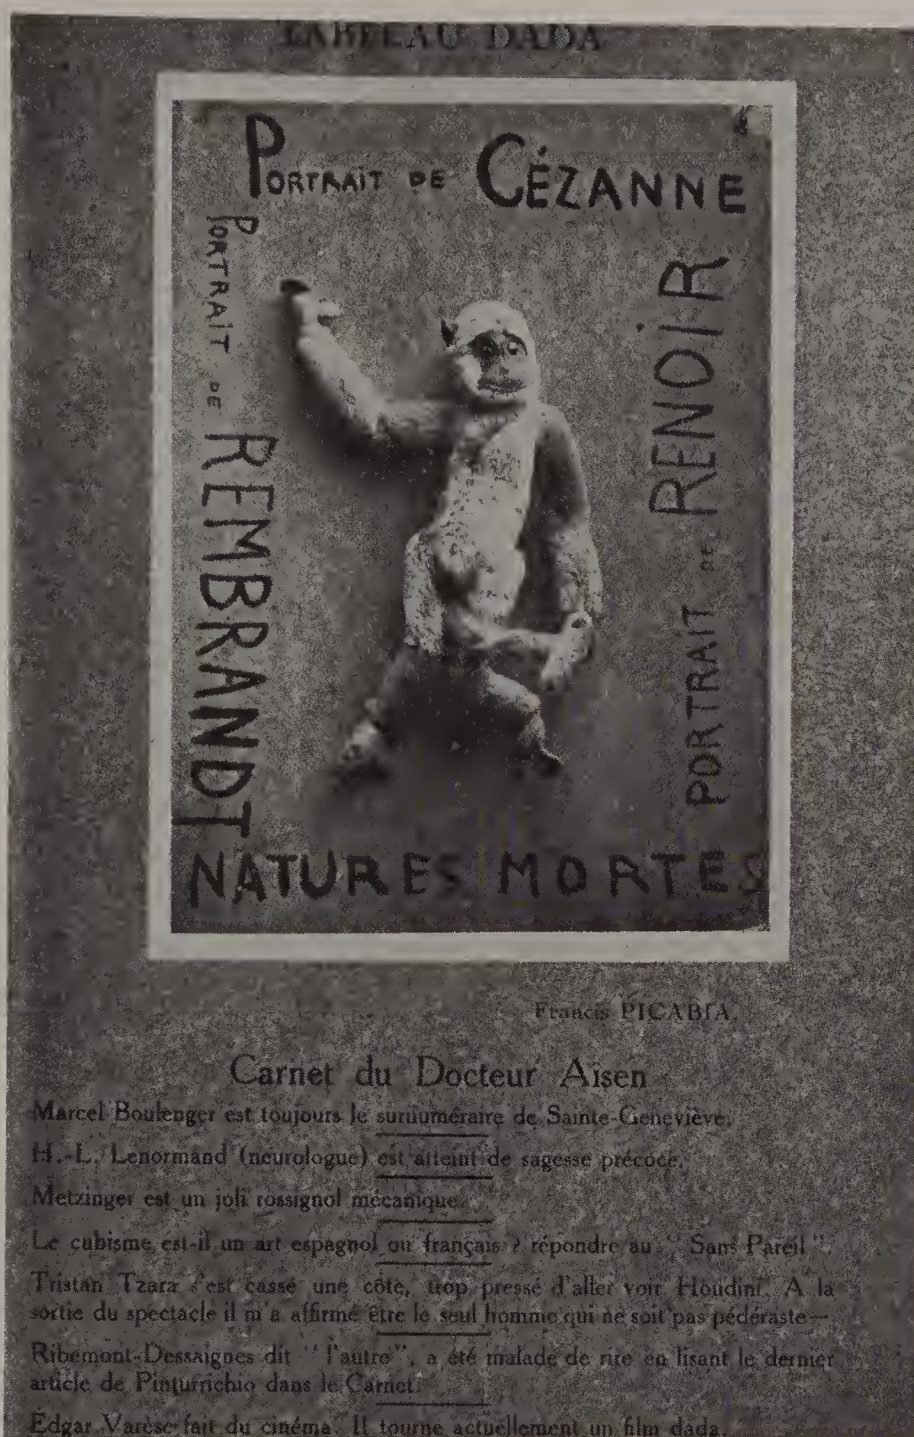 TABLEAU DADA
PORTRAIT DE CÉZANNE
PORTRAIT DE REMBRANDT
PORTRAIT DE RENOIR
NATURES MORTES
Francis PICABIA.
Carnet du Docteur Aïsen
Marcel Boulenger est toujours le surnuméraire de Sainte-Geneviève.
H.-L. Lenormand (neurologue) est atteint de sagesse précoce.
Metzinger est un joli rossignol mécanique.
Le cubisme est-il un art espagnol ou français ? répondre au " Sans Pareil ".
Tristan Tzara s'est cassé une côte, trop pressé d'aller voir Houdini. A la
sortie du spectacle il m'a affirmé être le seul homme qui ne soit pas pédéraste—
Ribemont-Dessaignes dit " l'autre ", a été malade de rire en lisant le dernier
article de Pinturrichio dans le Carnet.
Edgar Varèse fait du cinéma. Il tourne actuellement un film dada.